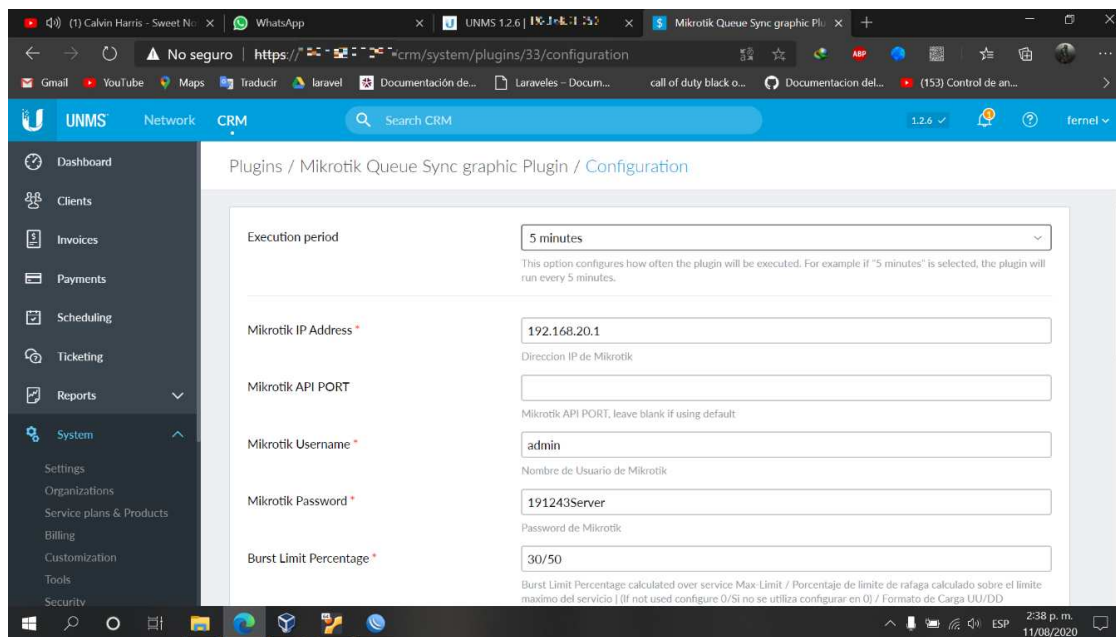 (1) Calvin Harris - Sweet No
WhatsApp
UNMS 1.2.6 |
Mikrotik Queue Sync graphic Plu
No seguro
https://
crm/system/plugins/33/configuration
ABP
Gmail
YouTube
Maps
Traducir
laravel
Documentación de...
Laraveles – Docum...
call of duty black o...
Documentacion del...
(153) Control de an...
UNMS
Network
CRM
Search CRM
1.2.6
fernel
Dashboard
Clients
Invoices
Payments
Scheduling
Ticketing
Reports
System
Settings
Organizations
Service plans & Products
Billing
Customization
Tools
Security
Plugins / Mikrotik Queue Sync graphic Plugin / Configuration
Execution period
5 minutes
This option configures how often the plugin will be executed. For example if "5 minutes" is selected, the plugin will
run every 5 minutes.
Mikrotik IP Address *
192.168.20.1
Direccion IP de Mikrotik
Mikrotik API PORT
Mikrotik API PORT, leave blank if using default
Mikrotik Username *
admin
Nombre de Usuario de Mikrotik
Mikrotik Password *
191243Server
Password de Mikrotik
Burst Limit Percentage *
30/50
Burst Limit Percentage calculated over service Max-Limit / Porcentaje de limite de rafaga calculado sobre el limite
maximo del servicio | (If not used configure 0/Si no se utiliza configurar en 0) / Formato de Carga UU/DD
ESP
2:38 p. m.
11/08/2020